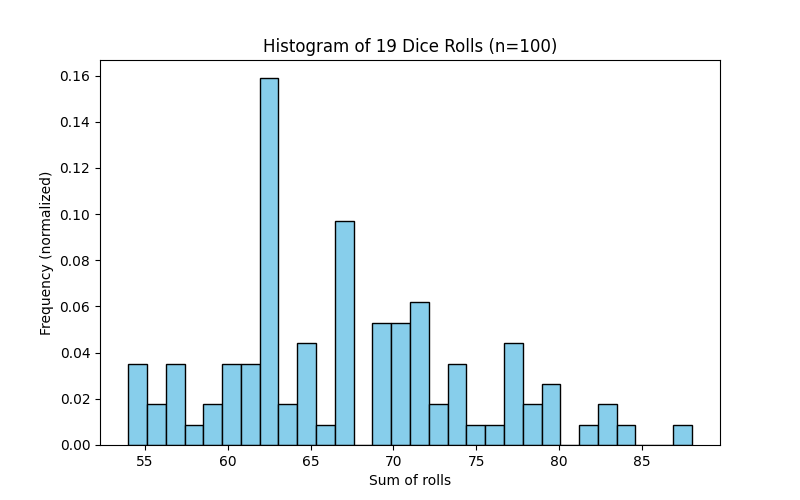 Histogram of 19 Dice Rolls (n=100)
0.16
0.14
0.12
0.10
0.08
0.06
0.04
0.02
0.00
Frequency (normalized)
55 60 65 70 75 80 85
Sum of rolls